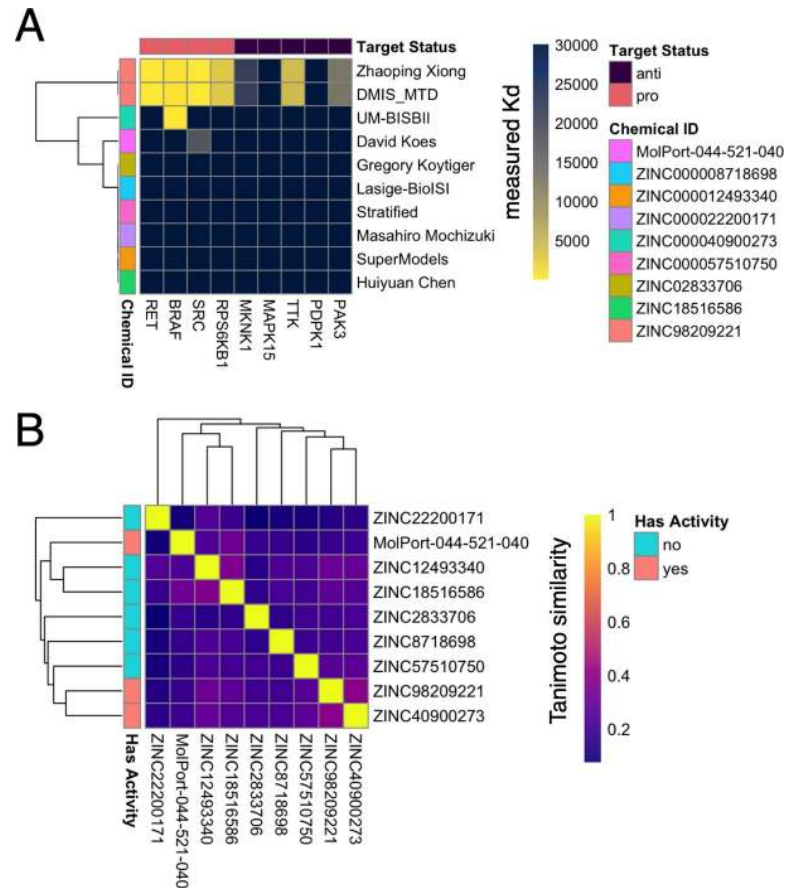 A
Target Status
Zhaoping Xiong
DMIS_MTD
UM-BISBII
David Koes
Gregory Koytiger
Lasige-BioISI
Stratified
Masahiro Mochizuki
SuperModels
Huiyuan Chen
Chemical ID
RET
BRAF
SRC
RPS6KB1
MKNK1
MAPK15
TTK
PDPK1
PAK3
measured Kd
30000
25000
20000
15000
10000
5000
Target Status
anti
pro
Chemical ID
MolPort-044-521-040
ZINC000008718698
ZINC000012493340
ZINC000022200171
ZINC000040900273
ZINC000057510750
ZINC02833706
ZINC18516586
ZINC98209221
B
ZINC22200171
MolPort-044-521-040
ZINC12493340
ZINC18516586
ZINC2833706
ZINC8718698
ZINC57510750
ZINC98209221
ZINC40900273
Has Activity
ZINC22200171
MolPort-044-521-040
ZINC12493340
ZINC18516586
ZINC2833706
ZINC8718698
ZINC57510750
ZINC98209221
ZINC40900273
Tanimoto similarity
1
0.8
0.6
0.4
0.2
Has Activity
no
yes